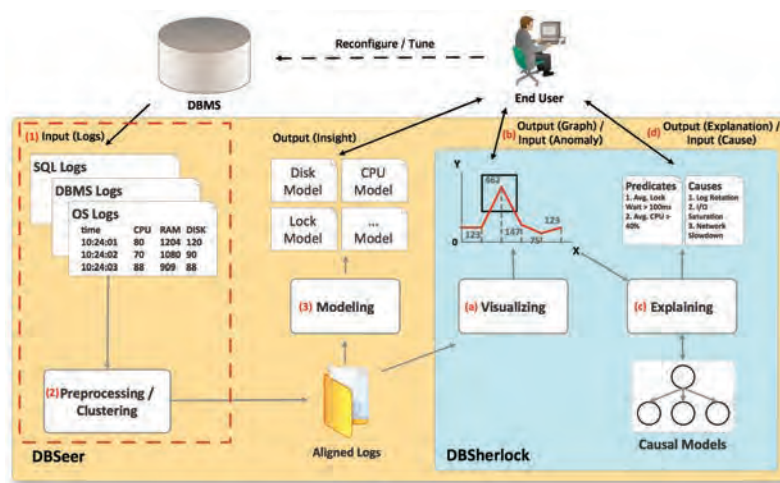 Reconfigure / Tune
DBMS
End User
(1) Input (Logs)
SQL Logs
DBMS Logs
OS Logs
time CPU RAM DISK
10:24:01 80 1204 120
10:24:02 70 1080 90
10:24:03 88 909 88
(2) Preprocessing /
Clustering
DBSeer
Output (Insight)
Disk
Model
CPU
Model
Lock
Model
...
Model
(3) Modeling
Aligned Logs
(b) Output (Graph) /
Input (Anomaly)
Y
662
123
147
123
75
0
X
(a) Visualizing
(d) Output (Explanation) /
Input (Cause)
Predicates
1. Avg. Lock
Wait > 100ms
2. Avg. CPU >
40%
Causes
1. Log Rotation
2. I/O
Saturation
3. Network
Slowdown
(c) Explaining
Causal Models
DBSherlock